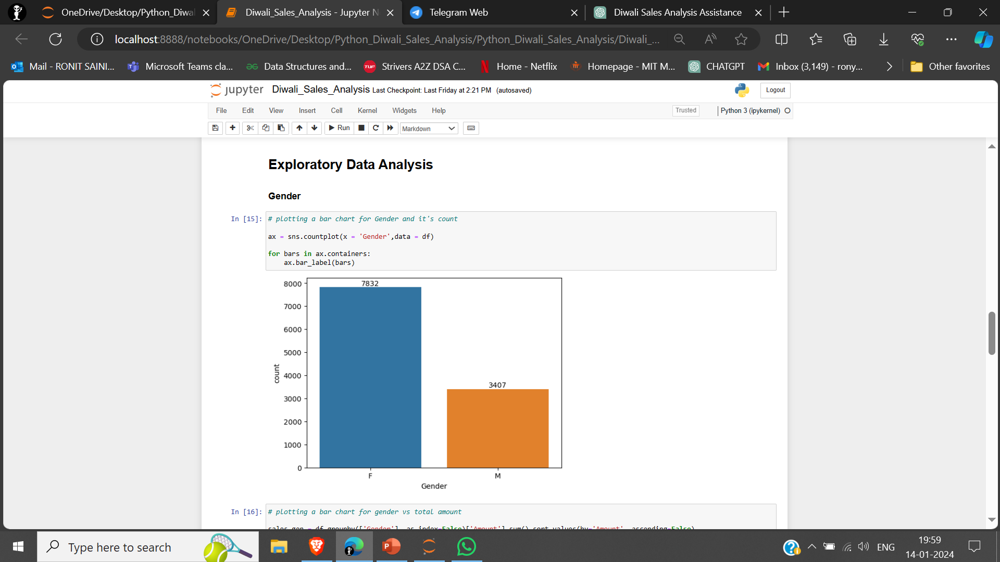 OneDrive/Desktop/Python_Diwal
Diwali_Sales_Analysis - Jupyter N
Telegram Web
Diwali Sales Analysis Assistance
localhost:8888/notebooks/OneDrive/Desktop/Python_Diwali_Sales_Analysis/Python_Diwali_Sales_Analysis/Diwali_...
Mail - RONIT SAINI...
Microsoft Teams cla...
Data Structures and...
TUF
Strivers A2Z DSA C...
Home - Netflix
Homepage - MIT M...
CHATGPT
Inbox (3,149) - rony...
Other favorites
jupyter Diwali_Sales_Analysis Last Checkpoint: Last Friday at 2:21 PM (autosaved)
Logout
File Edit View Insert Cell Kernel Widgets Help
Trusted
Python 3 (ipykernel)
Run
Markdown
Exploratory Data Analysis
Gender
In [15]: # plotting a bar chart for Gender and it's count
ax = sns.countplot(x = 'Gender',data = df)
for bars in ax.containers:
ax.bar_label(bars)
8000
7000
6000
5000
4000
3000
2000
1000
0
count
7832
3407
F
M
Gender
In [16]: # plotting a bar chart for gender vs total amount
sales_gen = df.groupby(['Gender'], as_index=False)['Amount'].sum().sort_values(by='Amount', ascending=False)
Type here to search
ENG
19:59
14-01-2024